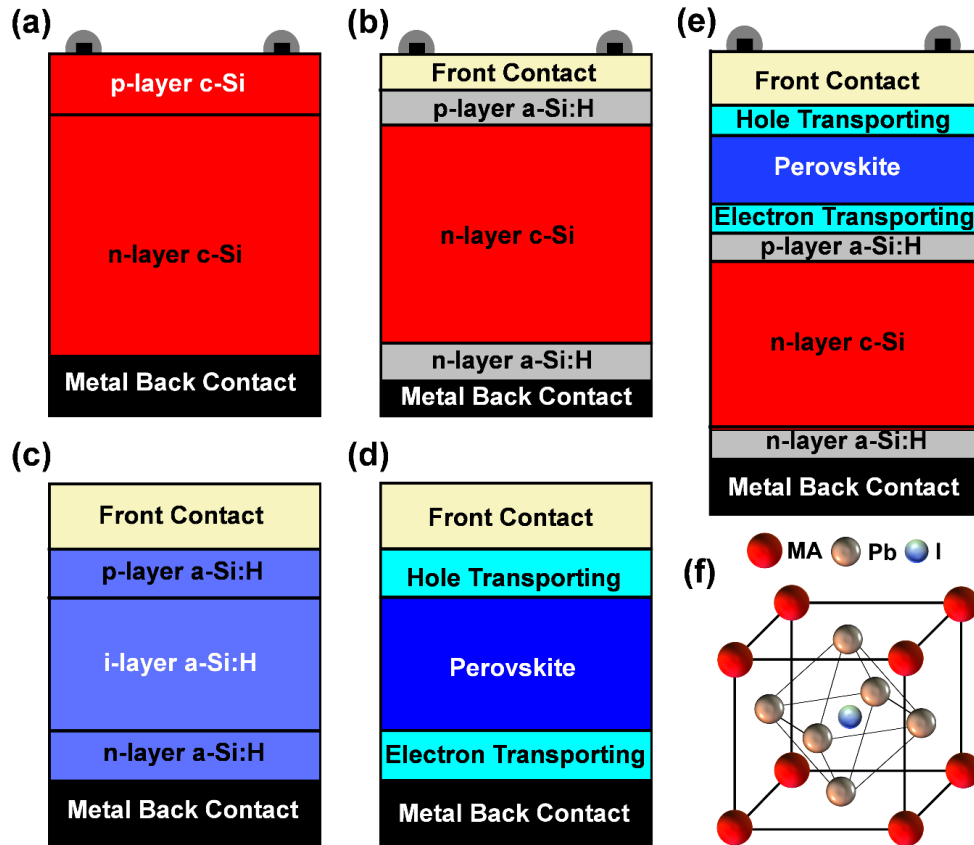 (a)
p-layer c-Si
n-layer c-Si
Metal Back Contact
(b)
Front Contact
p-layer a-Si:H
n-layer c-Si
n-layer a-Si:H
Metal Back Contact
(e)
Front Contact
Hole Transporting
Perovskite
Electron Transporting
p-layer a-Si:H
n-layer c-Si
n-layer a-Si:H
Metal Back Contact
(c)
Front Contact
p-layer a-Si:H
i-layer a-Si:H
n-layer a-Si:H
Metal Back Contact
(d)
Front Contact
Hole Transporting
Perovskite
Electron Transporting
Metal Back Contact
(f)
MA Pb I